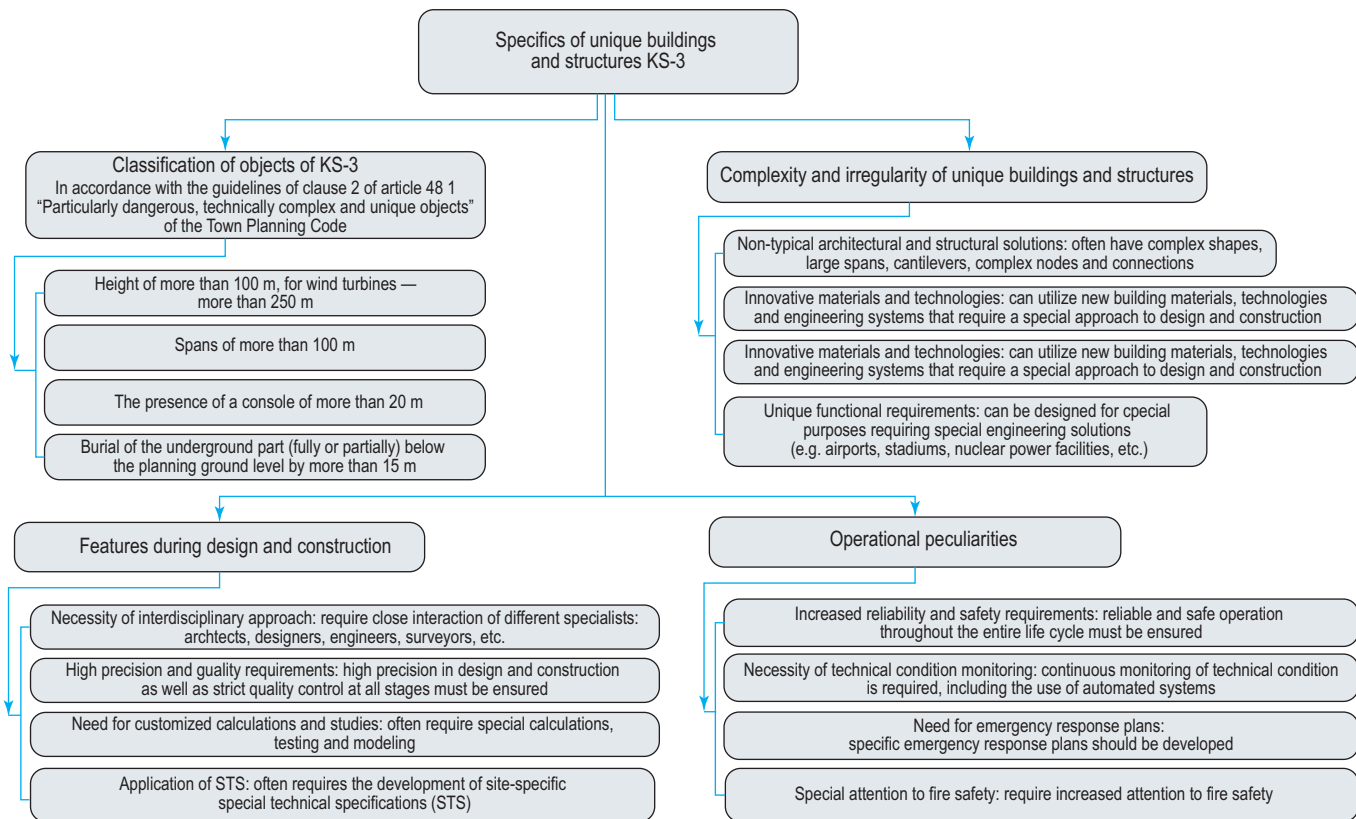 Specifics of unique buildings
and structures KS-3
Classification of objects of KS-3
In accordance with the guidelines of clause 2 of article 48 1
“Particularly dangerous, technically complex and unique objects”
of the Town Planning Code
Height of more than 100 m, for wind turbines —
more than 250 m
Spans of more than 100 m
The presence of a console of more than 20 m
Burial of the underground part (fully or partially) below
the planning ground level by more than 15 m
Complexity and irregularity of unique buildings and structures
Non-typical architectural and structural solutions: often have complex shapes,
large spans, cantilevers, complex nodes and connections
Innovative materials and technologies: can utilize new building materials, technologies
and engineering systems that require a special approach to design and construction
Innovative materials and technologies: can utilize new building materials, technologies
and engineering systems that require a special approach to design and construction
Unique functional requirements: can be designed for cpecial
purposes requiring special engineering solutions
(e.g. airports, stadiums, nuclear power facilities, etc.)
Features during design and construction
Necessity of interdisciplinary approach: require close interaction of different specialists:
archtects, designers, engineers, surveyors, etc.
High precision and guality requirements: high precision in design and construction
as well as strict quality control at all stages must be ensured
Need for customized calculations and studies: often require special calculations,
testing and modeling
Application of STS: often requires the development of site-specific
special technical specifications (STS)
Operational peculiarities
Increased reliability and safety requirements: reliable and safe operation
throughout the entire life cycle must be ensured
Necessity of technical condition monitoring: continuous monitoring of technical condition
is required, including the use of automated systems
Need for emergency response plans:
specific emergency response plans should be developed
Special attention to fire safety: require increased attention to fire safety